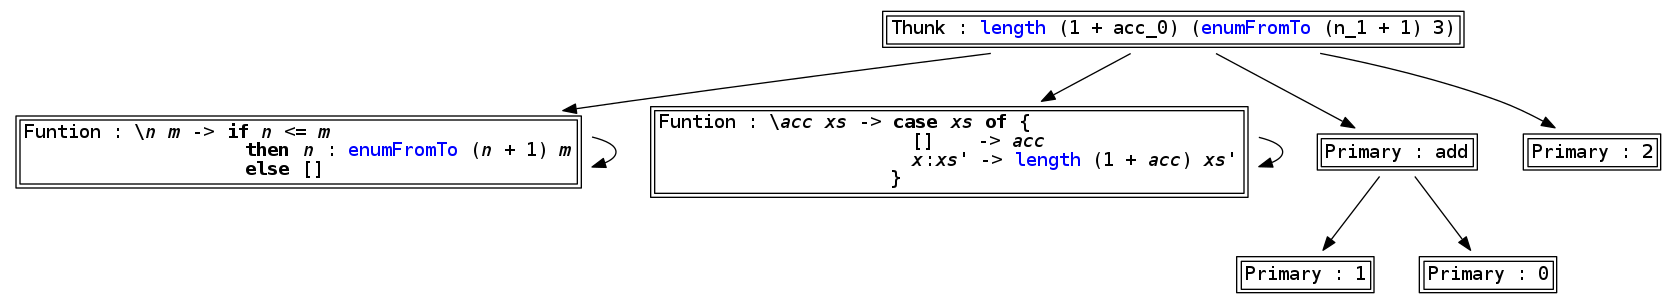 Thunk : length (1 + acc_0) (enumFromTo (n_1 + 1) 3)
Funtion : \n m -> if n <= m
then n : enumFromTo (n + 1) m
else []
Funtion : \acc xs -> case xs of {
[] -> acc
x:xs' -> length (1 + acc) xs'
}
Primary : add
Primary : 2
Primary : 1
Primary : 0